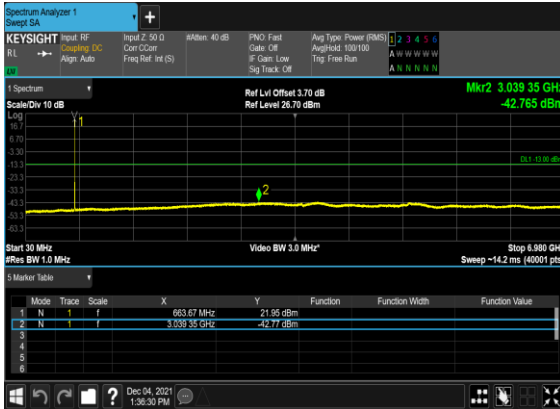 Spectrum Analyzer 1
Swept SA
+
KEYSIGHT Input: RF Input Z: 50 Ω #Atten: 40 dB PNO: Fast Avg Type: Power (RMS) 1 2 3 4 5 6
RL Coupling: DC Corr CCorr Gate: Off Avg|Hold: 100/100 A W W W W W
Align: Auto Freq Ref: Int (S) IF Gain: Low Trig: Free Run
Sig Track: Off A N N N N N
1 Spectrum Ref Lvl Offset 3.70 dB Mkr2 3.039 35 GHz
Scale/Div 10 dB Ref Level 26.70 dBm -42.765 dBm
Log
16.7
6.70
-3.30
-13.3
-23.3
-33.3
-43.3
-53.3
-63.3
1
2
DL1 -13.00 dBm
Start 30 MHz Video BW 3.0 MHz* Stop 6.980 GH
#Res BW 1.0 MHz Sweep ~14.2 ms (40001 pts
5 Marker Table
Mode Trace Scale X Y Function Function Width Function Value
1 N 1 f 663.67 MHz 21.95 dBm
2 N 1 f 3.039 35 GHz -42.77 dBm
3
4
5
6
? Dec 04, 2021
1:36:30 PM